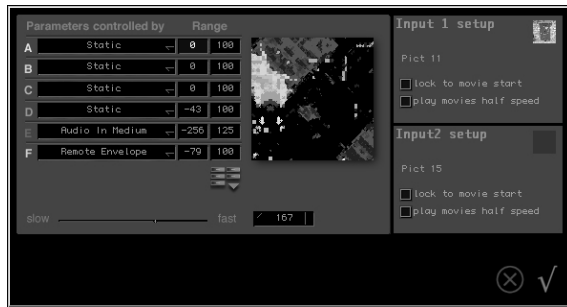 Parameters controlled by Range
A Static 0 100
B Static 0 100
C Static 0 100
D Static -43 100
E Audio In Medium -256 125
F Remote Envelope -79 100
slow fast 167
Input 1 setup
Pict 11
lock to movie start
play movies half speed
Input2 setup
Pict 15
lock to movie start
play movies half speed